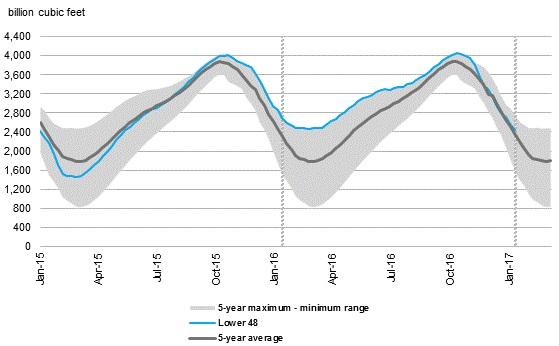 billion cubic feet
4,400
4,000
3,600
3,200
2,800
2,400
2,000
1,600
1,200
800
400
0
Jan-15
Apr-15
Jul-15
Oct-15
Jan-16
Apr-16
Jul-16
Oct-16
Jan-17
5-year maximum - minimum range
Lower 48
5-year average